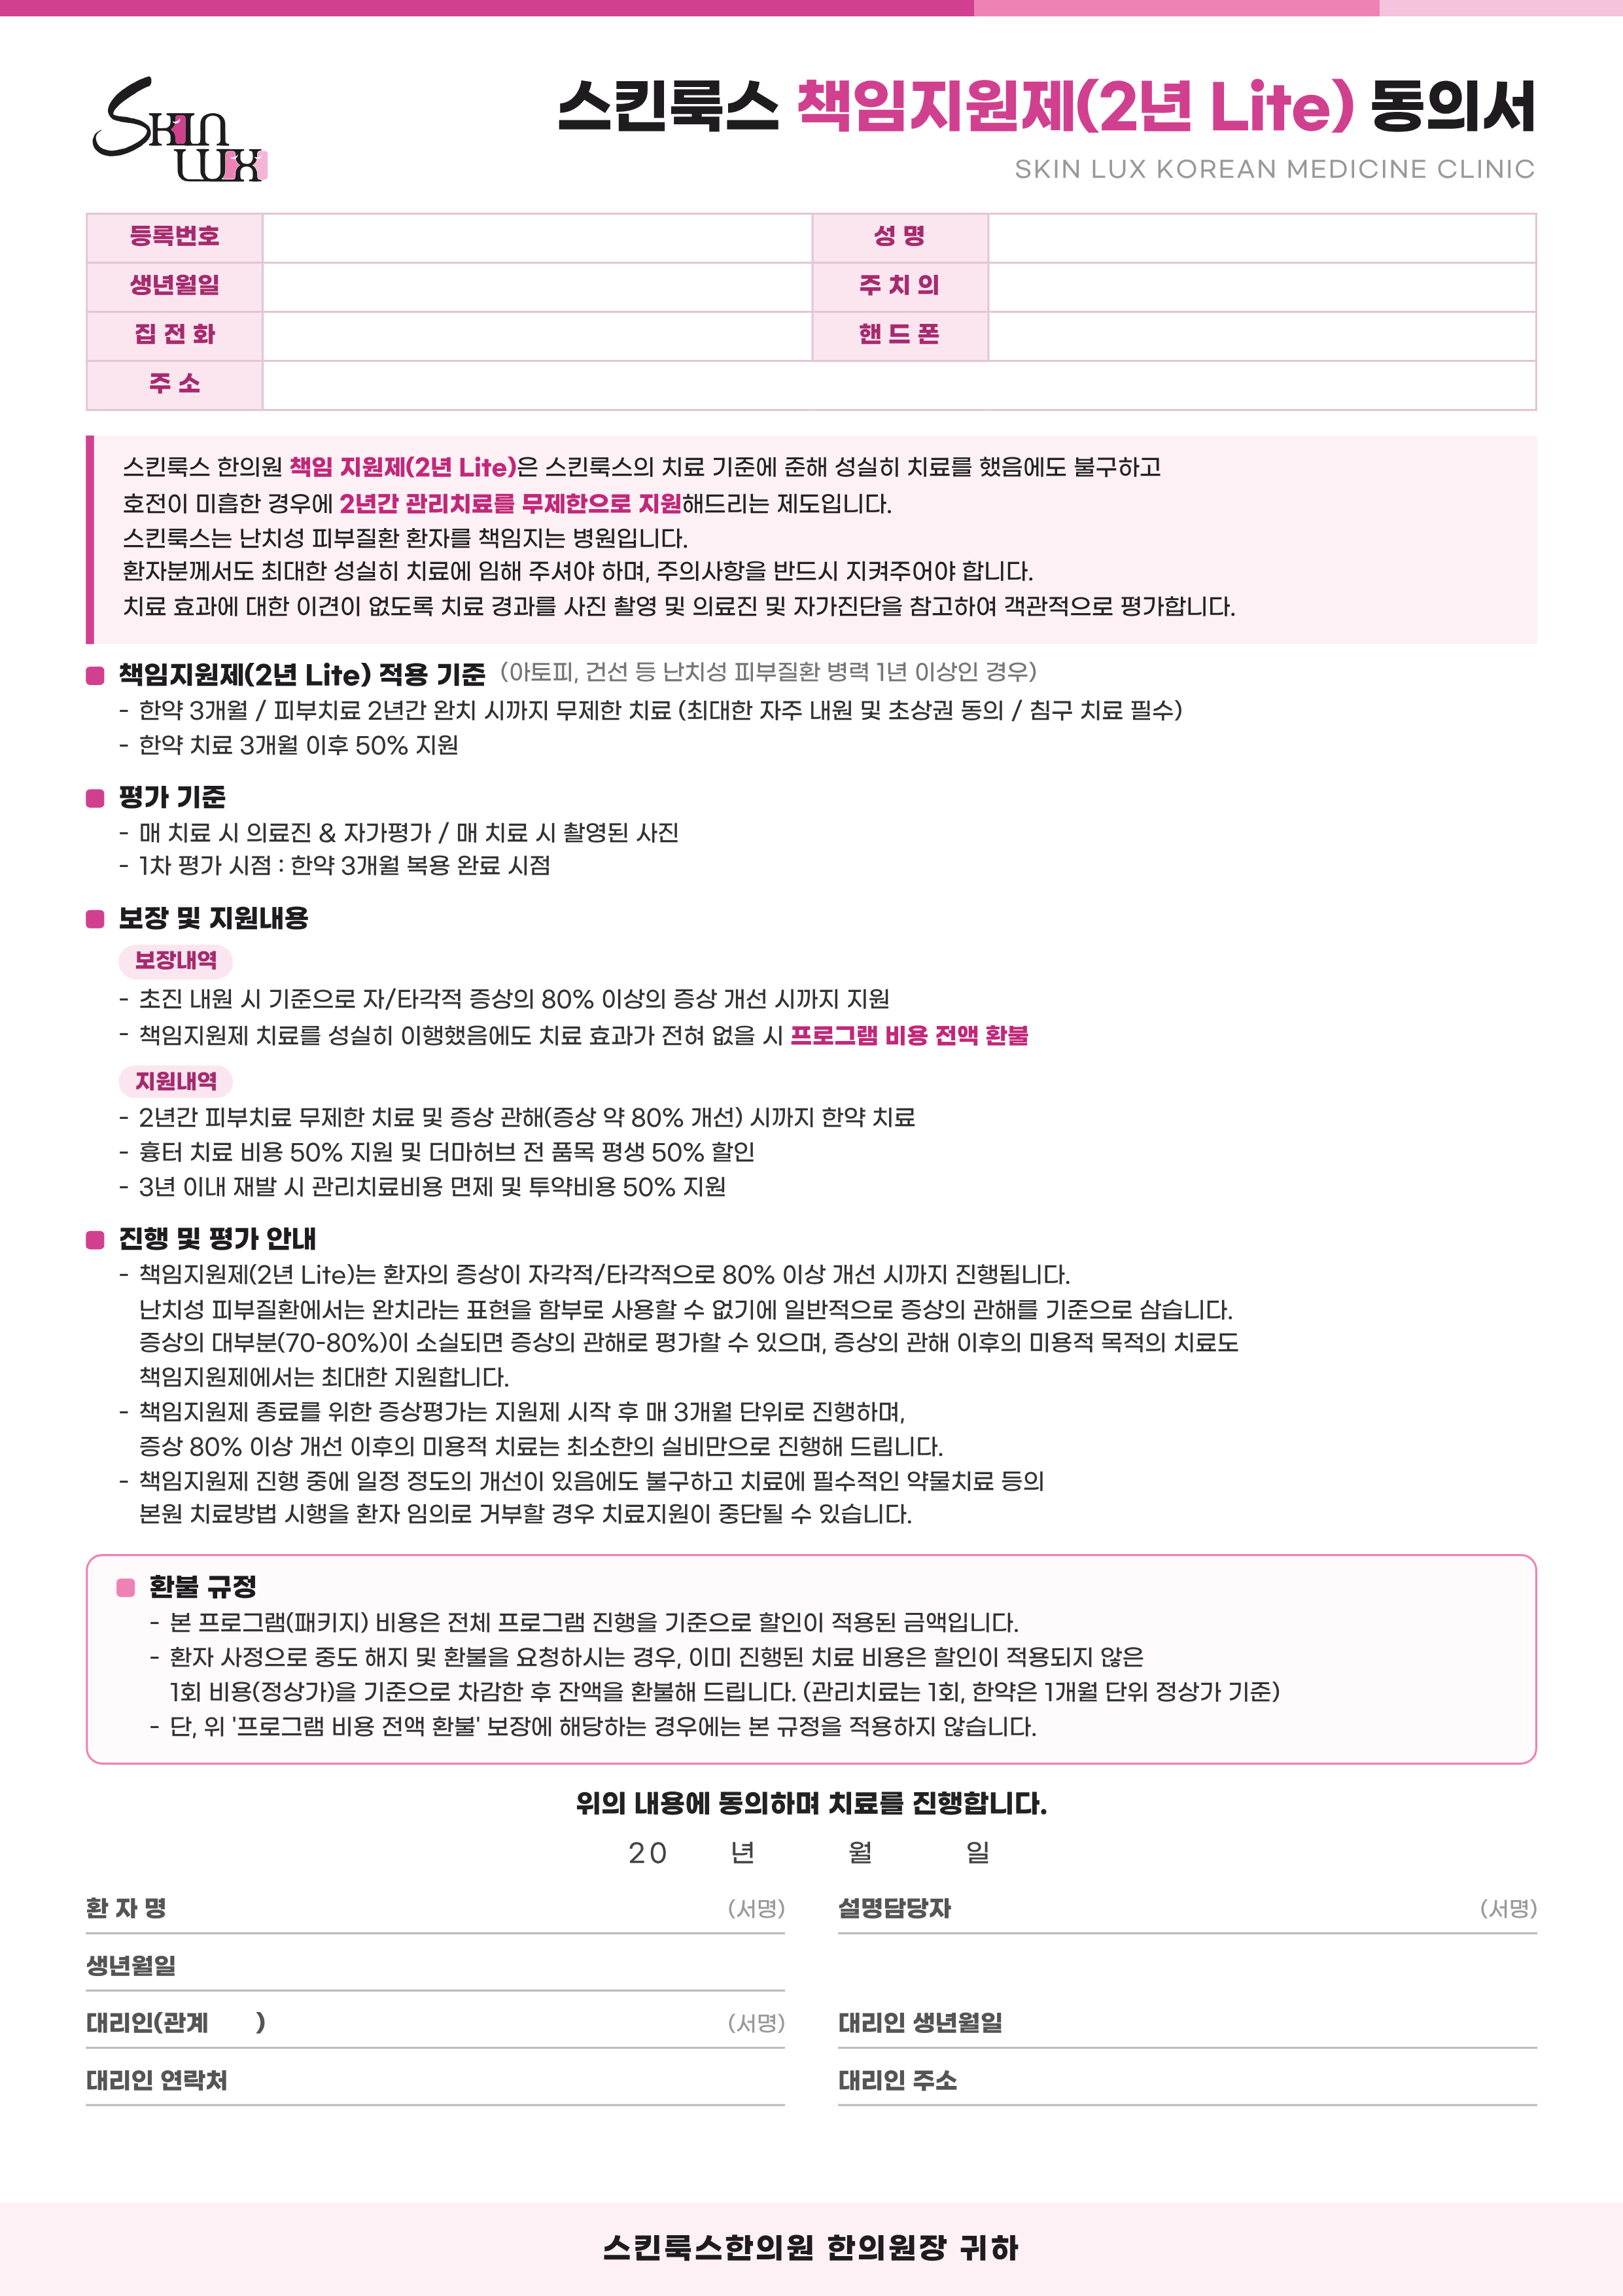 SKIN LUX
스킨룩스 책임지원제(2년 Lite) 동의서
SKIN LUX KOREAN MEDICINE CLINIC
등록번호 성 명
생년월일 주 치 의
집 전 화 핸 드 폰
주 소
스킨룩스 한의원 책임 지원제(2년 Lite)은 스킨룩스의 치료 기준에 준해 성실히 치료를 했음에도 불구하고
호전이 미흡한 경우에 2년간 관리치료를 무제한으로 지원해드리는 제도입니다.
스킨룩스는 난치성 피부질환 환자를 책임지는 병원입니다.
환자분께서도 최대한 성실히 치료에 임해 주셔야 하며, 주의사항을 반드시 지켜주어야 합니다.
치료 효과에 대한 이견이 없도록 치료 경과를 사진 촬영 및 의료진 및 자가진단을 참고하여 객관적으로 평가합니다.
책임지원제(2년 Lite) 적용 기준 (아토피, 건선 등 난치성 피부질환 병력 1년 이상인 경우)
- 한약 3개월 / 피부치료 2년간 완치 시까지 무제한 치료 (최대한 자주 내원 및 초상권 동의 / 침구 치료 필수)
- 한약 치료 3개월 이후 50% 지원
평가 기준
- 매 치료 시 의료진 & 자가평가 / 매 치료 시 촬영된 사진
- 1차 평가 시점 : 한약 3개월 복용 완료 시점
보장 및 지원내용
보장내역
- 초진 내원 시 기준으로 자/타각적 증상의 80% 이상의 증상 개선 시까지 지원
- 책임지원제 치료를 성실히 이행했음에도 치료 효과가 전혀 없을 시 프로그램 비용 전액 환불
지원내역
- 2년간 피부치료 무제한 치료 및 증상 관해(증상 약 80% 개선) 시까지 한약 치료
- 흉터 치료 비용 50% 지원 및 더마허브 전 품목 평생 50% 할인
- 3년 이내 재발 시 관리치료비용 면제 및 투약비용 50% 지원
진행 및 평가 안내
- 책임지원제(2년 Lite)는 환자의 증상이 자각적/타각적으로 80% 이상 개선 시까지 진행됩니다.
난치성 피부질환에서는 완치라는 표현을 함부로 사용할 수 없기에 일반적으로 증상의 관해를 기준으로 삼습니다.
증상의 대부분(70-80%)이 소실되면 증상의 관해로 평가할 수 있으며, 증상의 관해 이후의 미용적 목적의 치료도
책임지원제에서는 최대한 지원합니다.
- 책임지원제 종료를 위한 증상평가는 지원제 시작 후 매 3개월 단위로 진행하며,
증상 80% 이상 개선 이후의 미용적 치료는 최소한의 실비만으로 진행해 드립니다.
- 책임지원제 진행 중에 일정 정도의 개선이 있음에도 불구하고 치료에 필수적인 약물치료 등의
본원 치료방법 시행을 환자 임의로 거부할 경우 치료지원이 중단될 수 있습니다.
환불 규정
- 본 프로그램(패키지) 비용은 전체 프로그램 진행을 기준으로 할인이 적용된 금액입니다.
- 환자 사정으로 중도 해지 및 환불을 요청하시는 경우, 이미 진행된 치료 비용은 할인이 적용되지 않은
1회 비용(정상가)을 기준으로 차감한 후 잔액을 환불해 드립니다. (관리치료는 1회, 한약은 1개월 단위 정상가 기준)
- 단, 위 '프로그램 비용 전액 환불' 보장에 해당하는 경우에는 본 규정을 적용하지 않습니다.
위의 내용에 동의하며 치료를 진행합니다.
20 년 월 일
환 자 명 (서명) 설명담당자 (서명)
생년월일
대리인(관계 ) (서명) 대리인 생년월일
대리인 연락처 대리인 주소
스킨룩스한의원 한의원장 귀하